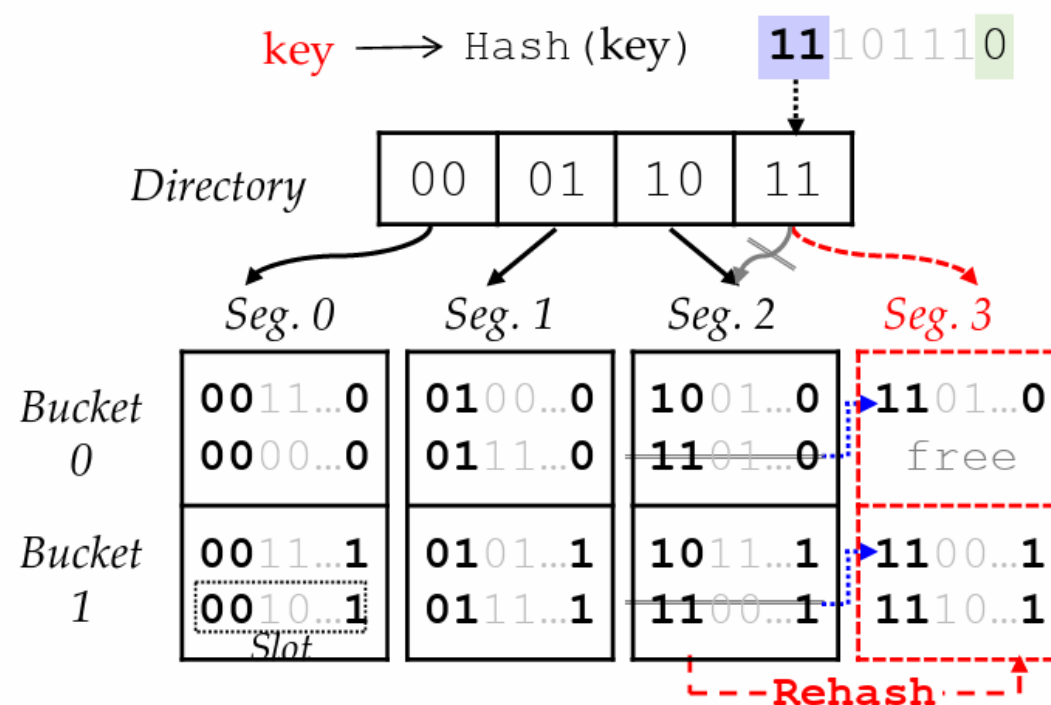 key → Hash(key) 11101110
Directory 00 01 10 11
Seg. 0 Seg. 1 Seg. 2 Seg. 3
Bucket 0
0011...0 0100...0 1001...0 1101...0
0000...0 0111...0 1101...0 free
Bucket 1
0011...1 0101...1 1011...1 1100...1
0010...1 0111...1 1100...1 1110...1
Slot
Rehash